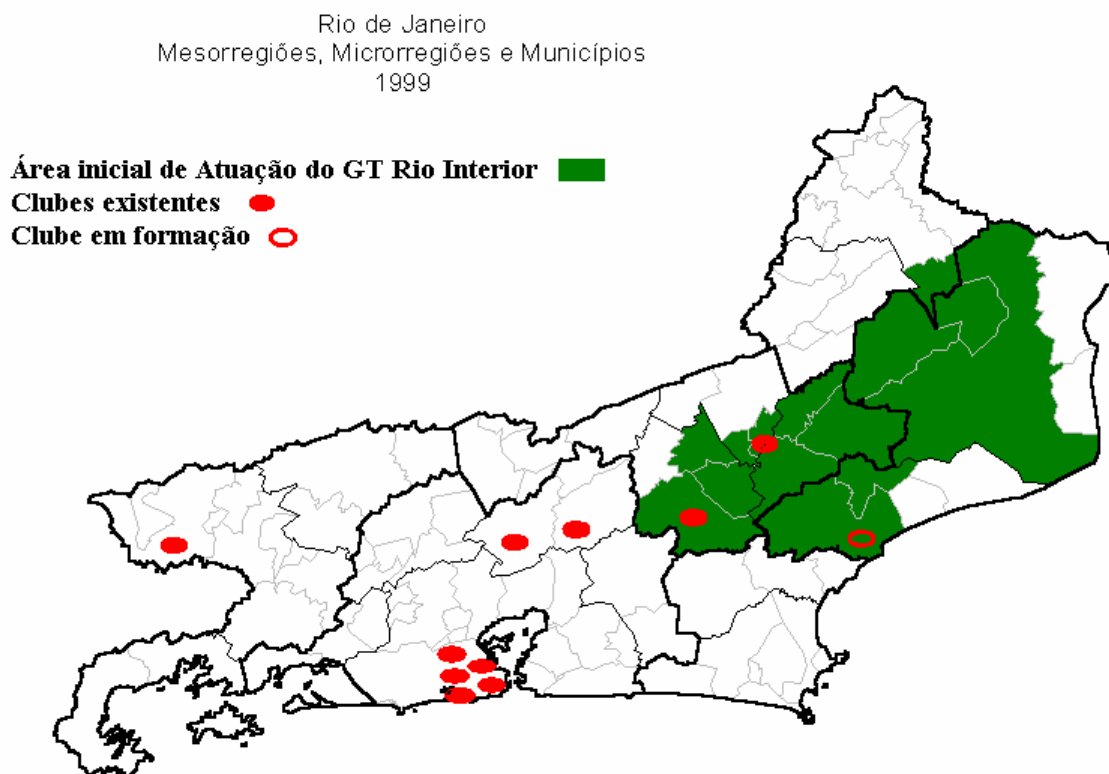 Rio de Janeiro
Mesorregiões, Microrregiões e Municípios
1999
Área inicial de Atuação do GT Rio Interior
Clubes existentes
Clube em formação